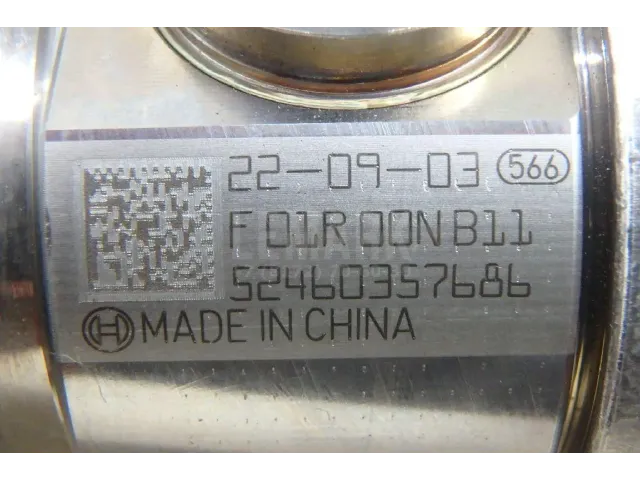 22-09-03 566
F 01R 00N B11
52460357686
MADE IN CHINA